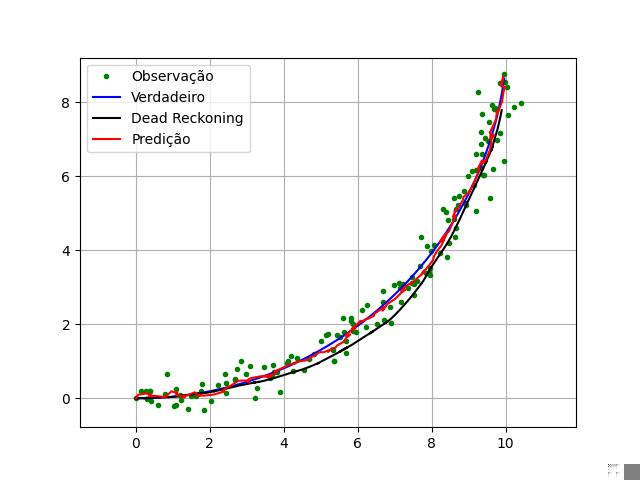 Observação
Verdadeiro
Dead Reckoning
Predição
8
6
4
2
0
0 2 4 6 8 10